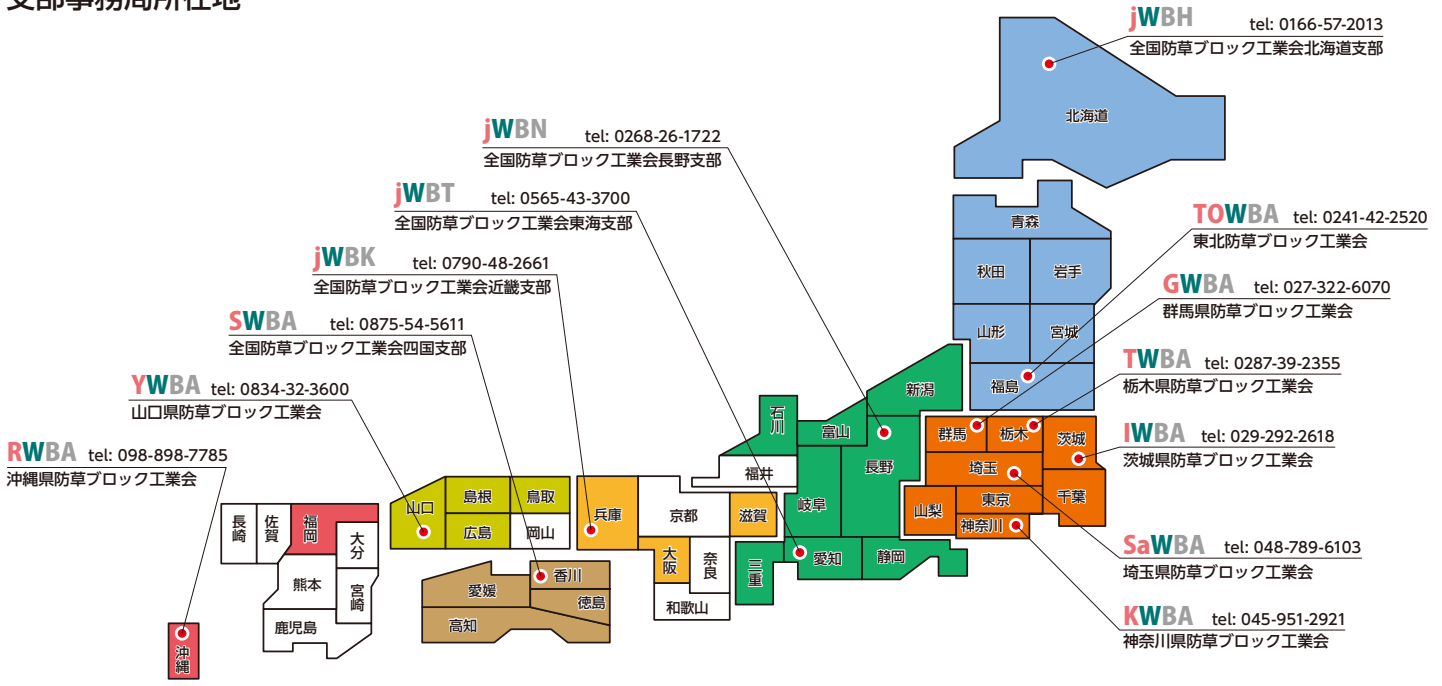 支部事務局所在地
jWBH tel: 0166-57-2013
全国防草ブロック工業会北海道支部
jWBN tel: 0268-26-1722
全国防草ブロック工業会長野支部
jWBT tel: 0565-43-3700
全国防草ブロック工業会東海支部
jWBK tel: 0790-48-2661
全国防草ブロック工業会近畿支部
SWBA tel: 0875-54-5611
全国防草ブロック工業会四国支部
YWBA tel: 0834-32-3600
山口県防草ブロック工業会
RWBA tel: 098-898-7785
沖縄県防草ブロック工業会
TOWBA tel: 0241-42-2520
東北防草ブロック工業会
GWBA tel: 027-322-6070
群馬県防草ブロック工業会
TWBA tel: 0287-39-2355
栃木県防草ブロック工業会
IWBA tel: 029-292-2618
茨城県防草ブロック工業会
SaWBA tel: 048-789-6103
埼玉県防草ブロック工業会
KWBA tel: 045-951-2921
神奈川県防草ブロック工業会
北海道
青森
秋田
岩手
山形
宮城
福島
新潟
石川
富山
福井
長野
岐阜
愛知
静岡
三重
群馬
栃木
茨城
埼玉
千葉
山梨
東京
神奈川
兵庫
京都
滋賀
大阪
奈良
和歌山
山口
島根
鳥取
広島
岡山
愛媛
香川
徳島
高知
長崎
佐賀
福岡
大分
熊本
宮崎
鹿児島
沖縄